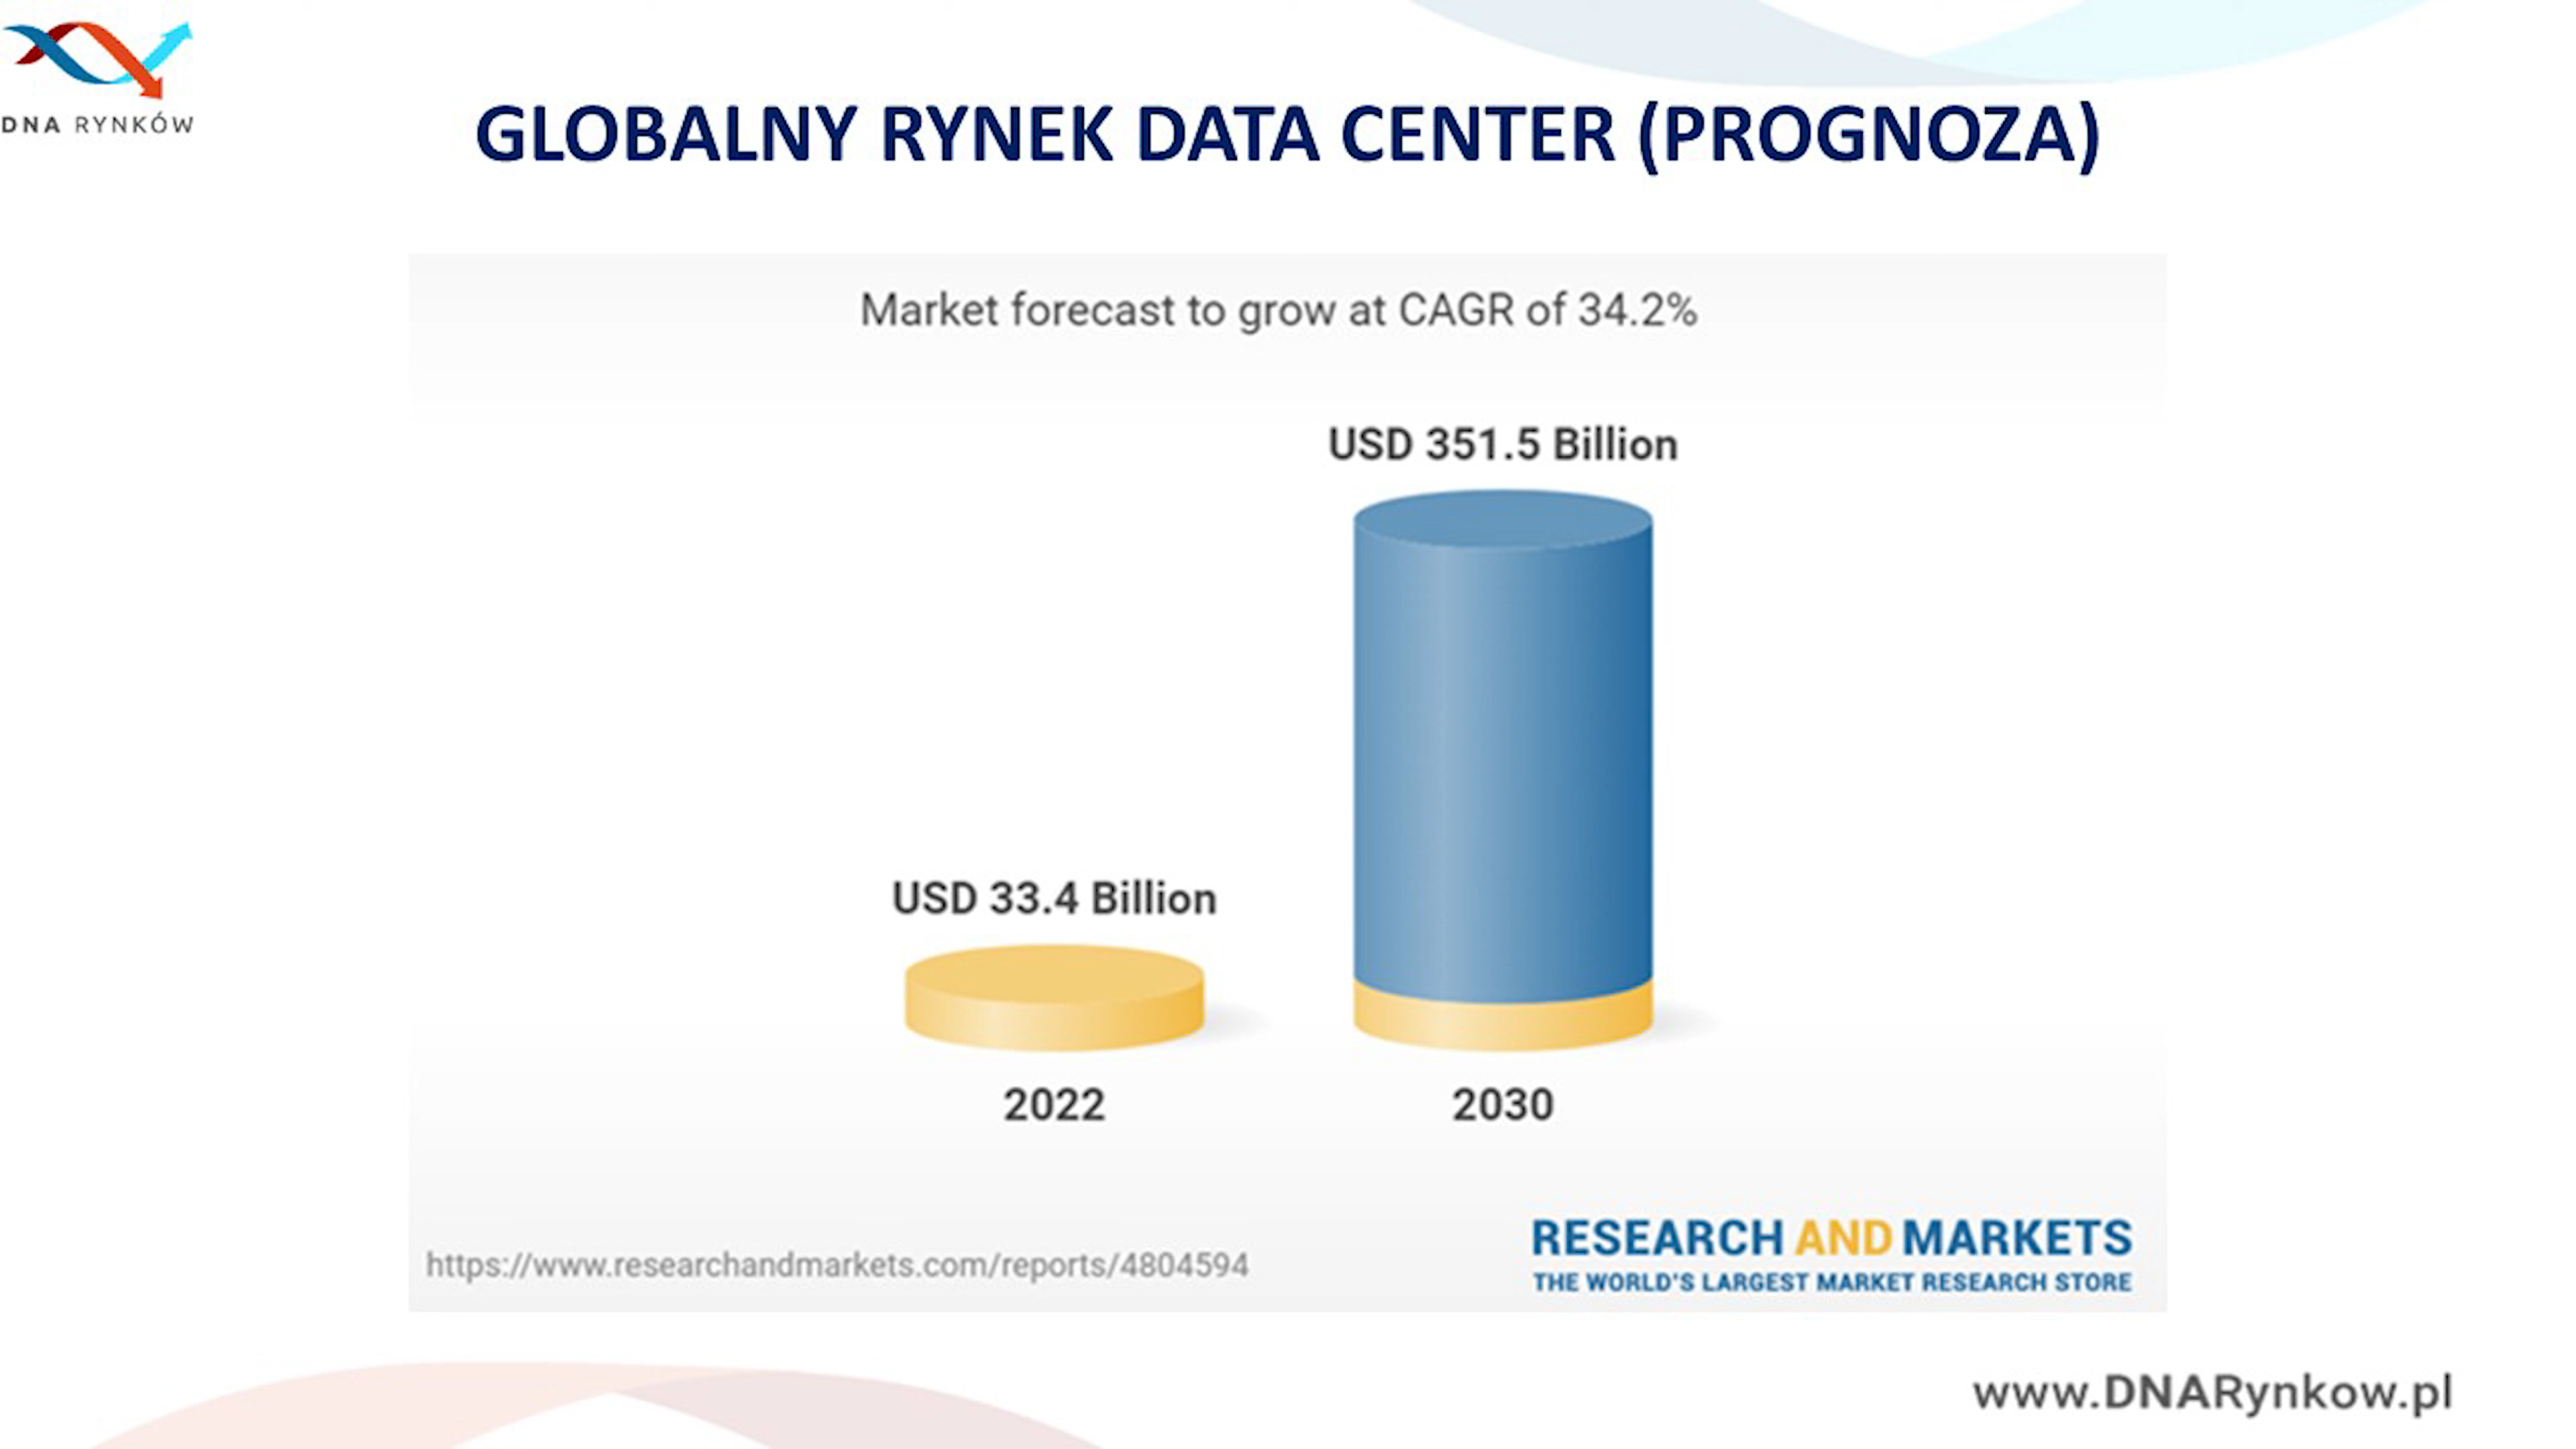 DNA RYNKÓW
GLOBALNY RYNEK DATA CENTER (PROGNOZA)
Market forecast to grow at CAGR of 34.2%
USD 351.5 Billion
USD 33.4 Billion
2022
2030
https://www.researchandmarkets.com/reports/4804594
RESEARCH AND MARKETS
THE WORLD'S LARGEST MARKET RESEARCH STORE
www.DNARynkow.pl